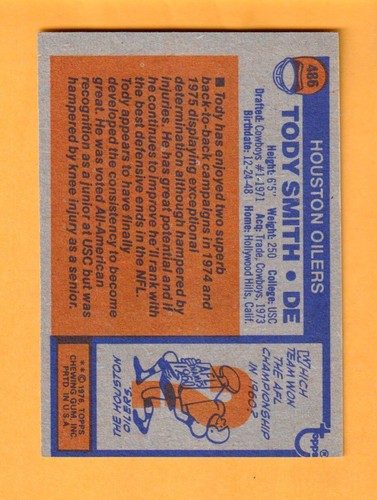 486
HOUSTON OILERS
TODY SMITH • DE
Height: 6'5" Weight: 250 College: USC
Drafted: Cowboys #1-1971 Acq: Trade, Cowboys, 1973
Birthdate: 12-24-48 Home: Hollywood Hills, Calif.
■ Tody has enjoyed two superb
back-to-back campaigns in 1974 and
1975 displaying exceptional
determination although hampered by
injuries. He has great potential and if
he continues to improve he'll rank with
the best defensive ends in the NFL.
Tody appears to have finally
developed the consistency to become
great. He was voted All-American
recognition as a junior at USC but was
hampered by knee injury as a senior.
WHICH
TEAM WON
THE AFL
CHAMPIONSHIP
IN 1960?
AFL
CHAMPS
1960
THE HOUSTON
OILERS
Topps®
* © 1976 TOPPS
CHEWING GUM, INC.
PRTD. IN U.S.A.